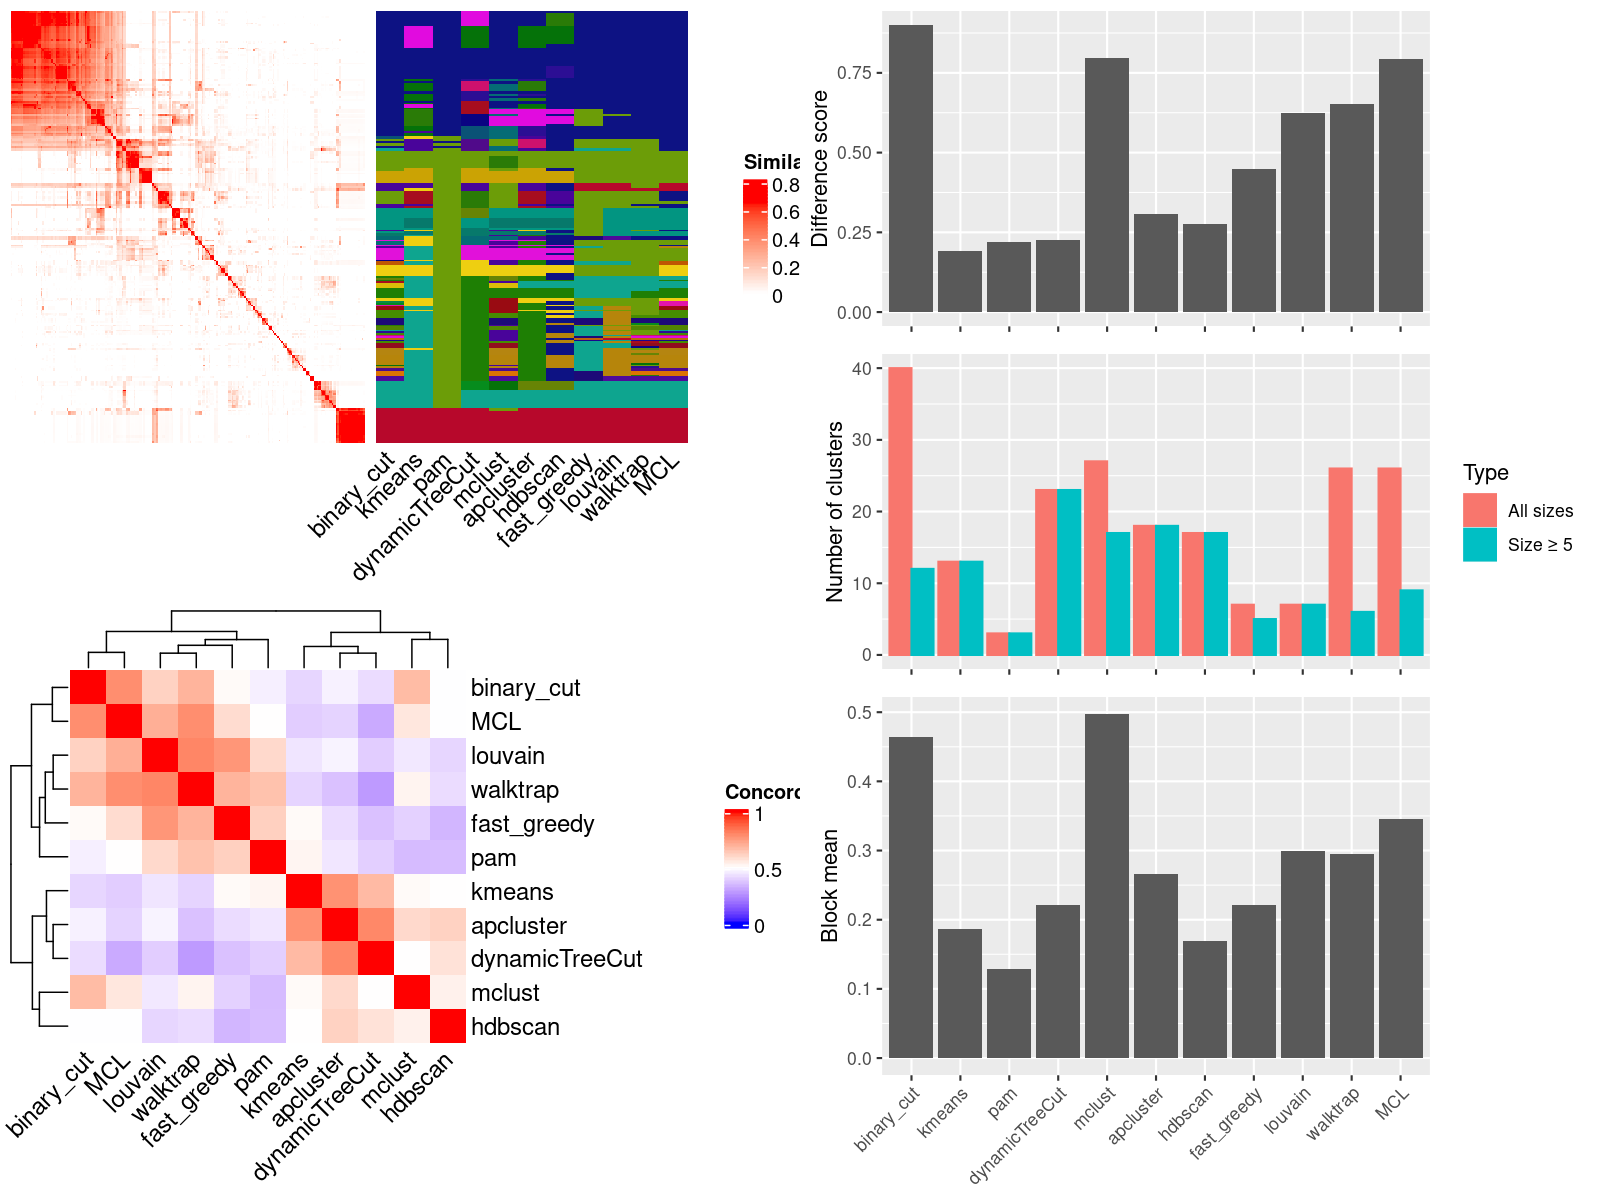 Simila
0.8
0.6
0.4
0.2
0
binary_cut
kmeans
pam
dynamicTreeCut
mclust
apcluster
hdbscan
fast_greedy
louvain
walktrap
MCL
binary_cut
MCL
louvain
walktrap
fast_greedy
pam
kmeans
apcluster
dynamicTreeCut
mclust
hdbscan
binary_cut
MCL
louvain
walktrap
fast_greedy
pam
kmeans
apcluster
dynamicTreeCut
mclust
hdbscan
Concord
1
0.5
0
Difference score
0.75
0.50
0.25
0.00
Number of clusters
40
30
20
10
0
Type
All sizes
Size ≥ 5
Block mean
0.5
0.4
0.3
0.2
0.1
0.0
binary_cut
kmeans
pam
dynamicTreeCut
mclust
apcluster
hdbscan
fast_greedy
louvain
walktrap
MCL